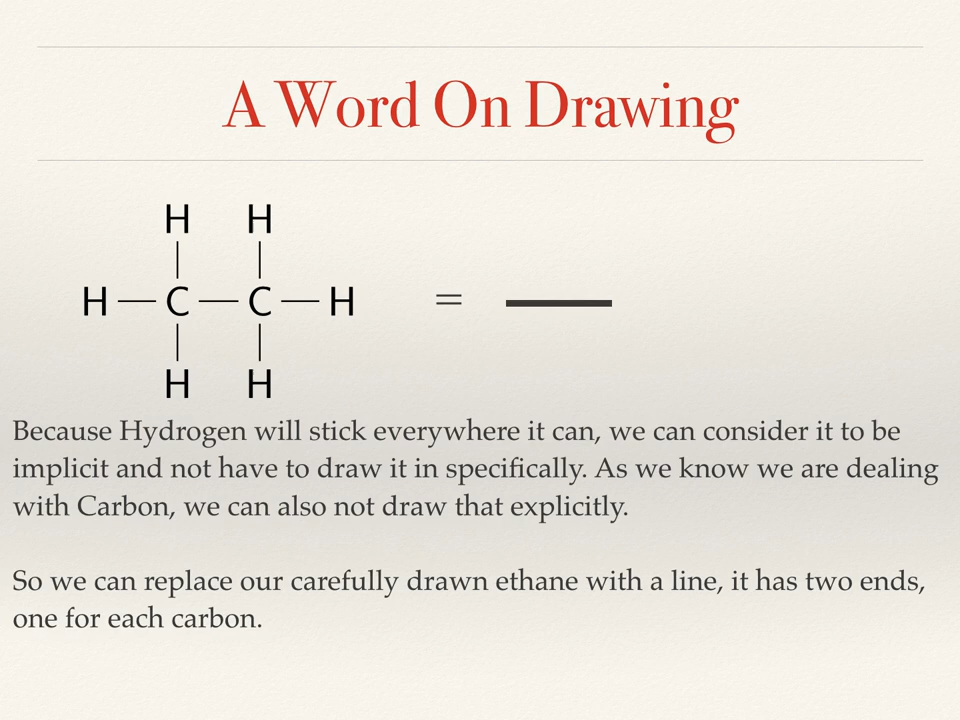 A Word On Drawing
H H
H C C H =
H H
Because Hydrogen will stick everywhere it can, we can consider it to be
implicit and not have to draw it in specifically. As we know we are dealing
with Carbon, we can also not draw that explicitly.
So we can replace our carefully drawn ethane with a line, it has two ends,
one for each carbon.